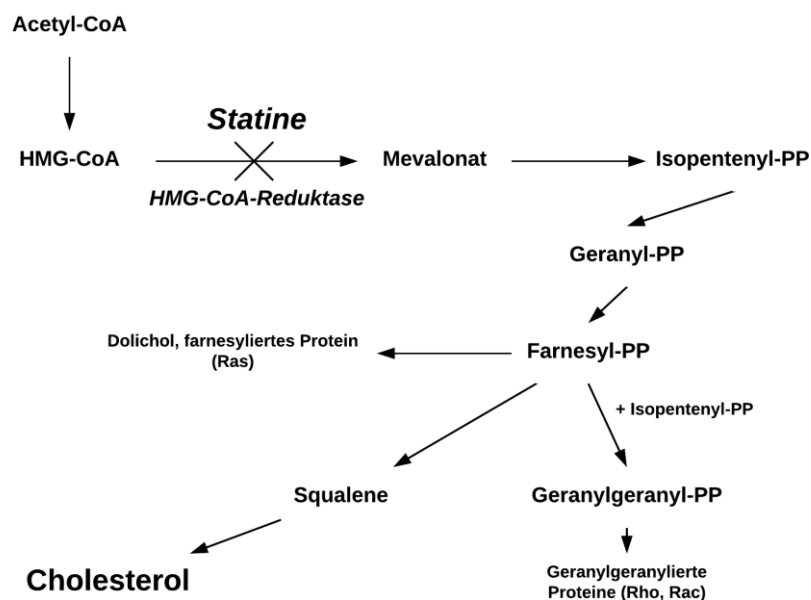 Acetyl-CoA
Statine
HMG-CoA
Mevalonat
Isopentenyl-PP
HMG-CoA-Reduktase
Geranyl-PP
Dolichol, farnesyliertes Protein
(Ras)
Farnesyl-PP
+ Isopentenyl-PP
Squalene
Geranylgeranyl-PP
Cholesterol
Geranylgeranylierte
Proteine (Rho, Rac)